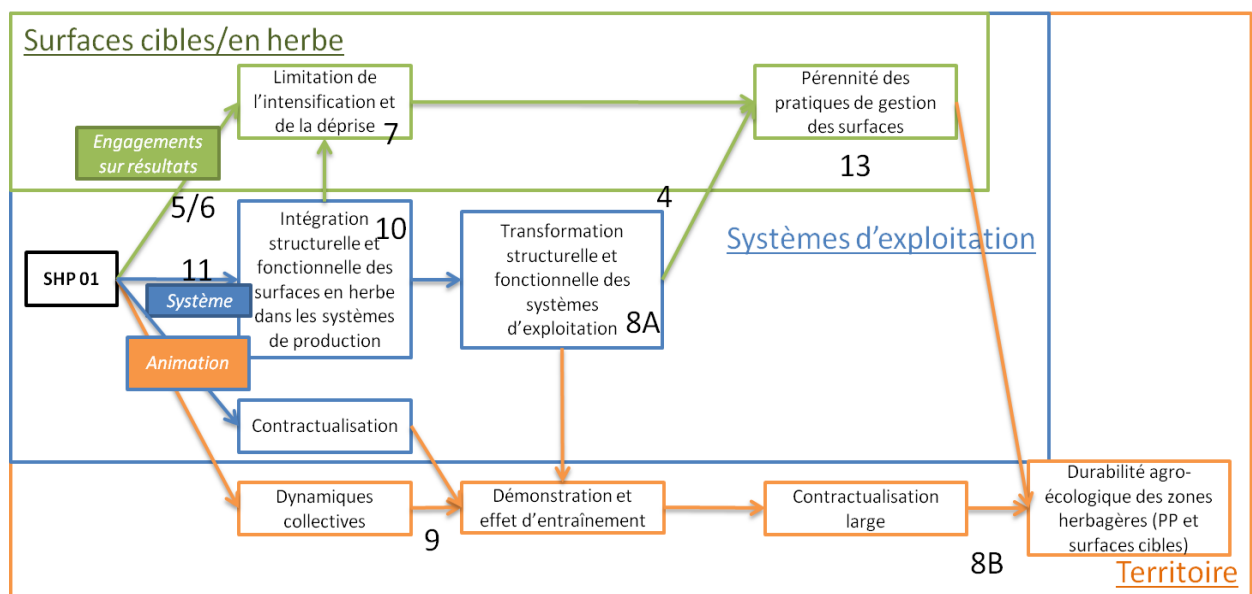 Surfaces cibles/en herbe
Limitation de
l'intensification et
de la déprise
7
Pérennité des
pratiques de gestion
des surfaces
13
Engagements
sur résultats
5/6
4
Systèmes d'exploitation
SHP 01
11
Système
Animation
Intégration
structurelle et
fonctionnelle des
surfaces en herbe
dans les systèmes
de production
10
Transformation
structurelle et
fonctionnelle des
systèmes
d'exploitation
8A
Contractualisation
Dynamiques
collectives
9
Démonstration et
effet d'entraînement
Contractualisation
large
8B
Durabilité agro-
écologique des zones
herbagères (PP et
surfaces cibles)
Territoire